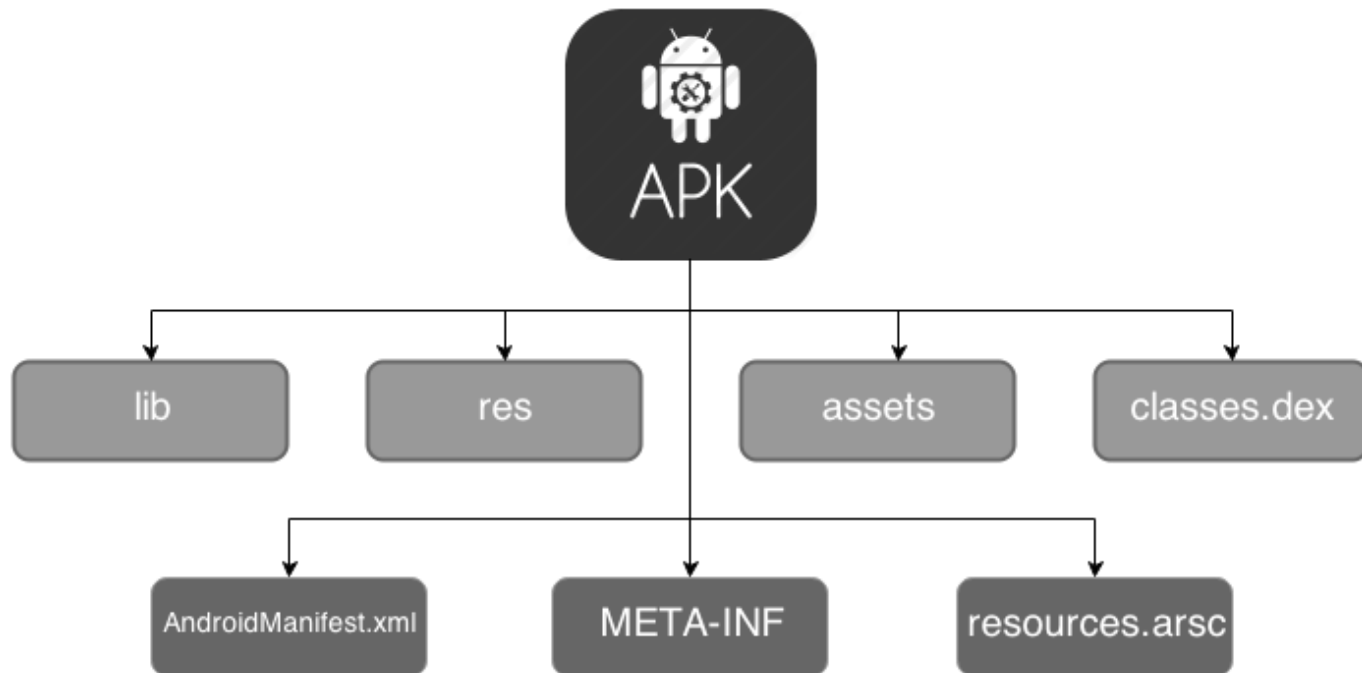 APK
lib
res
assets
classes.dex
AndroidManifest.xml
META-INF
resources.arsc